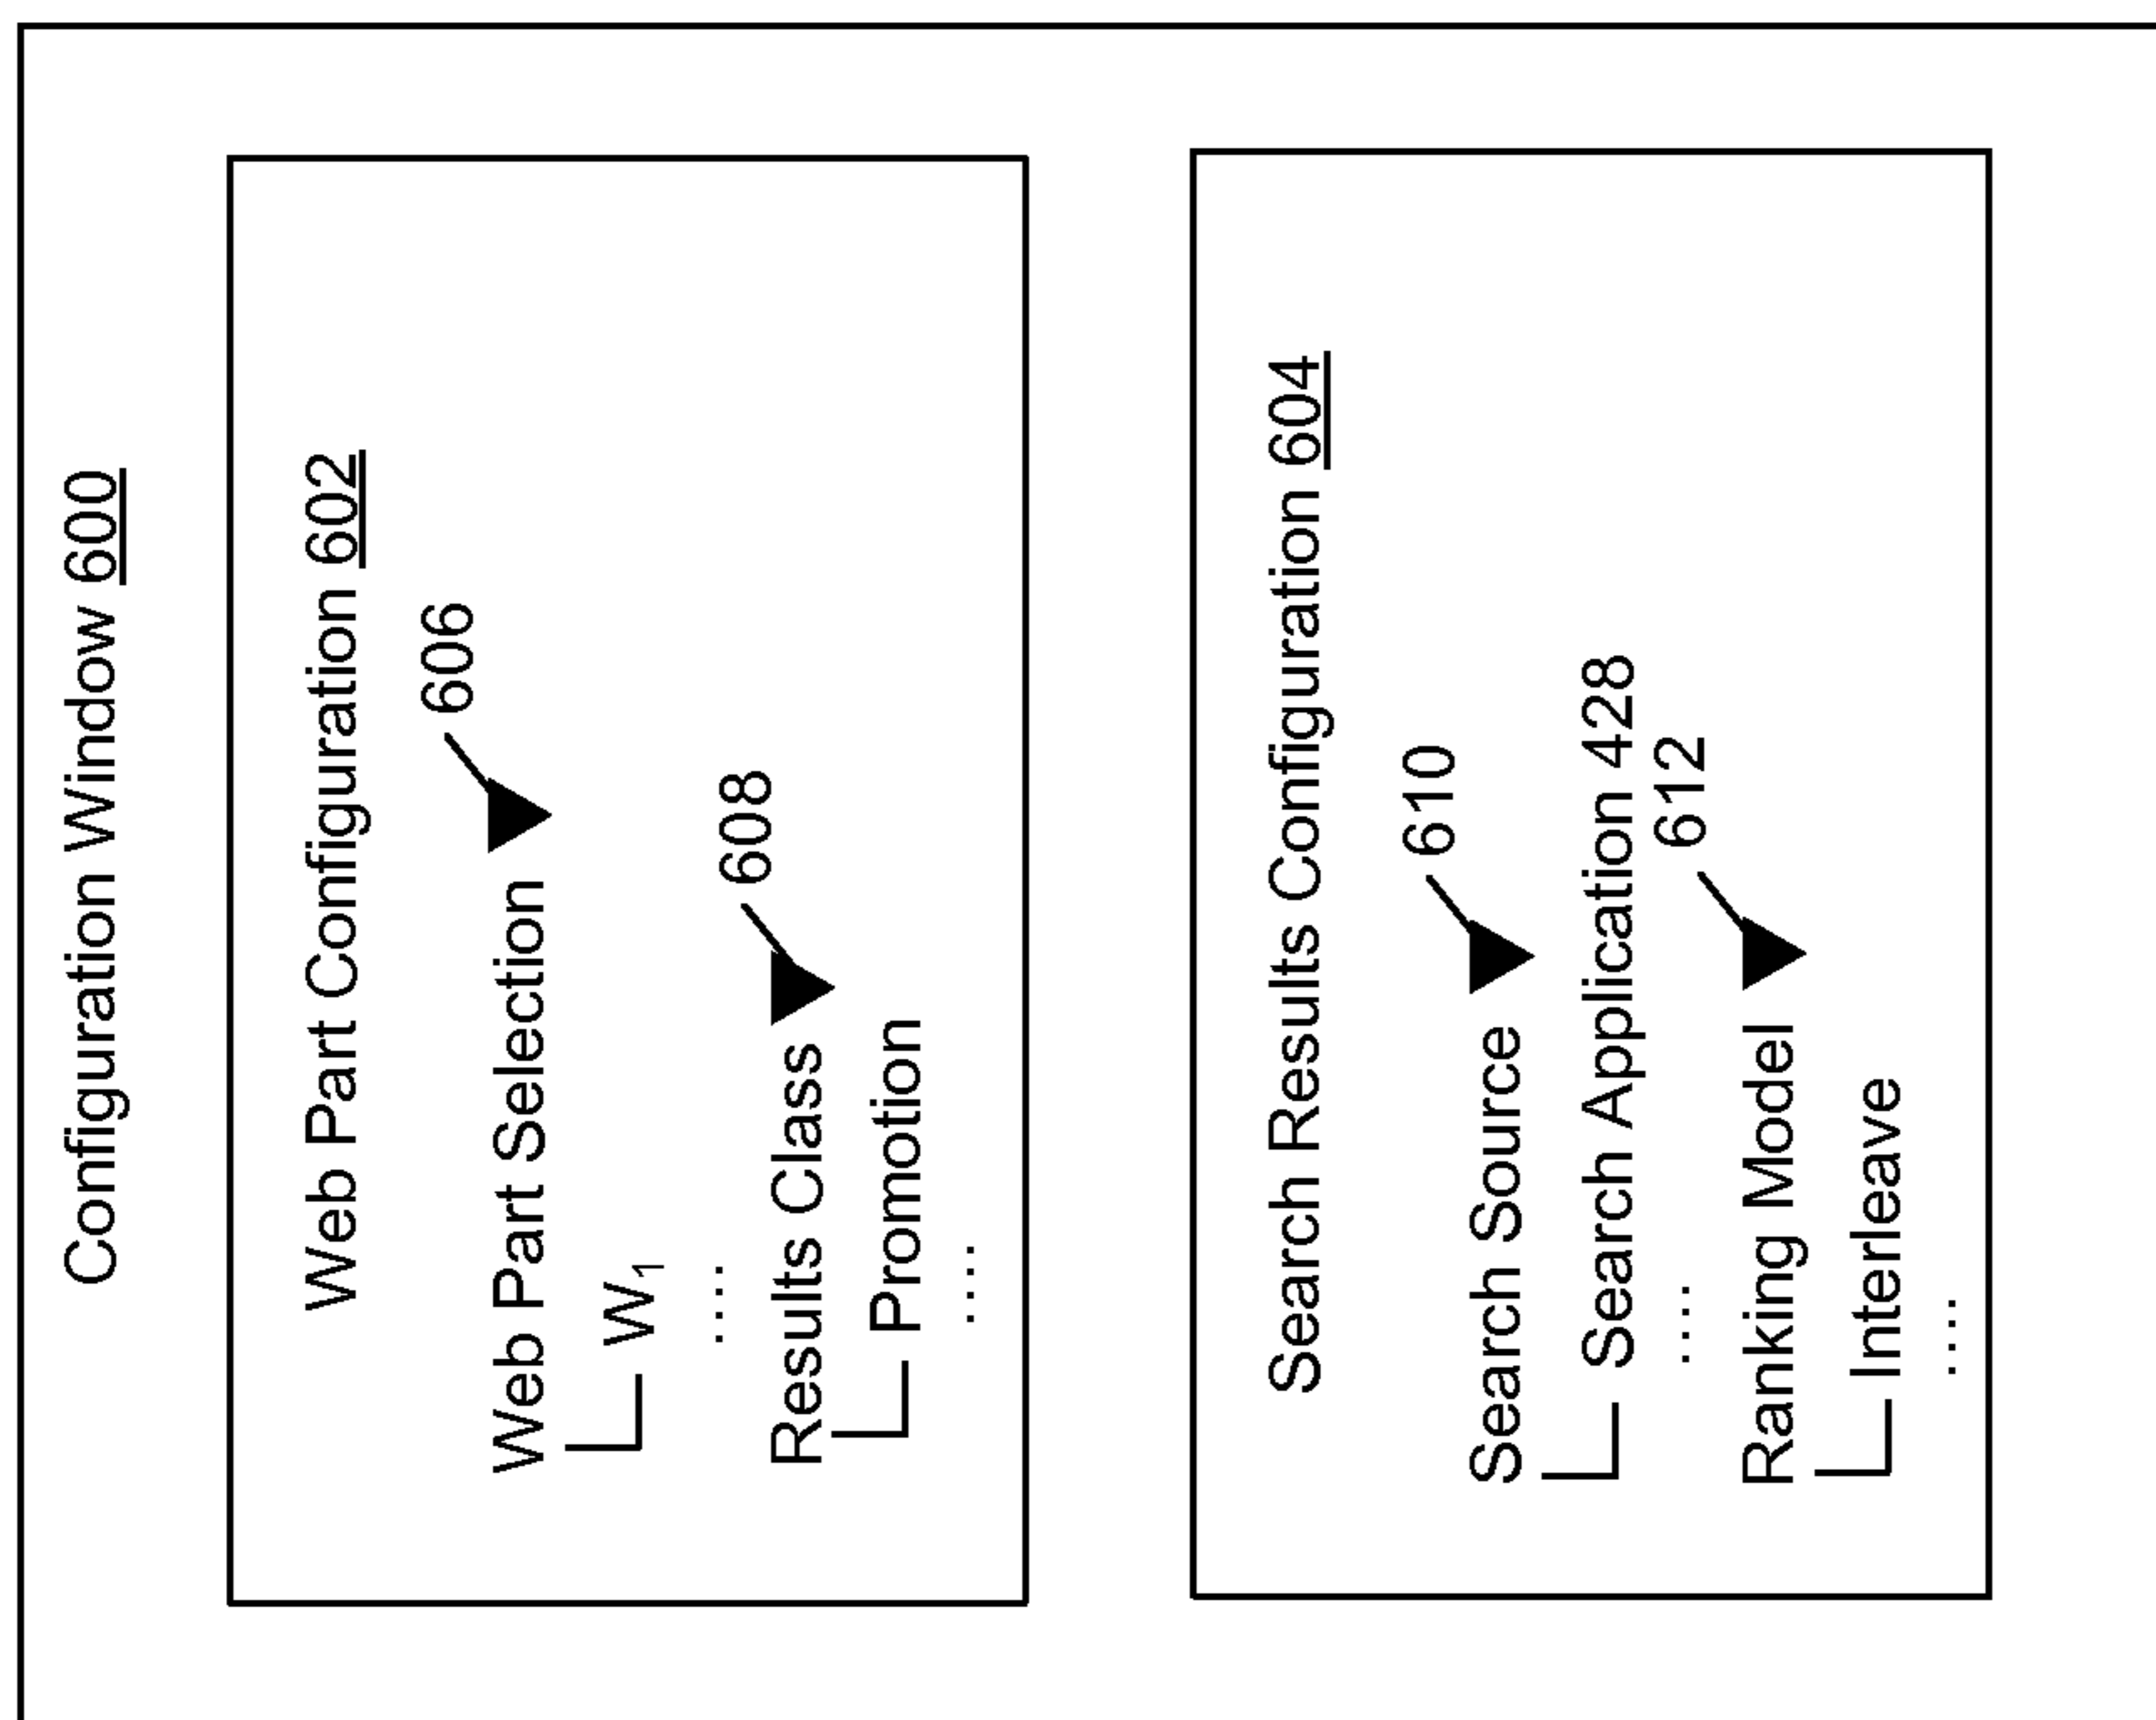 Configuration Window 600
Web Part Configuration 602
606
Web Part Selection
W1
....
608
Results Class
Promotion
....
Search Results Configuration 604
610
Search Source
Search Application 428
....
612
Ranking Model
Interleave
....